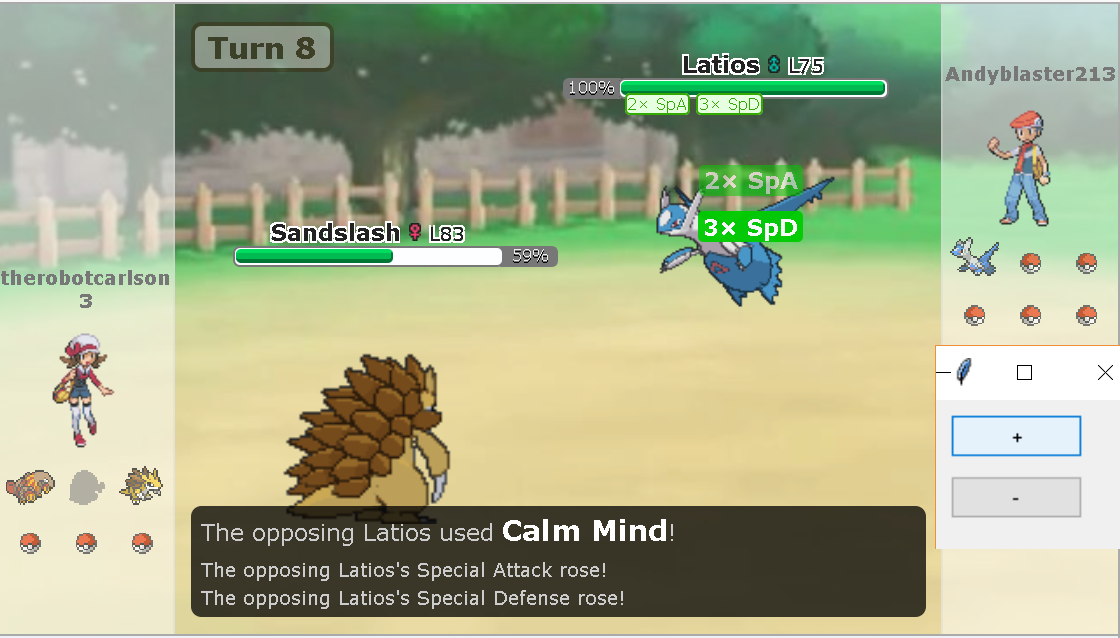 Turn 8
Latios ♂ L75
100%
2× SpA 3× SpD
Andyblaster213
2× SpA
3× SpD
Sandslash ♀ L83
59%
therobotcarlson
3
+
-
The opposing Latios used Calm Mind!
The opposing Latios's Special Attack rose!
The opposing Latios's Special Defense rose!